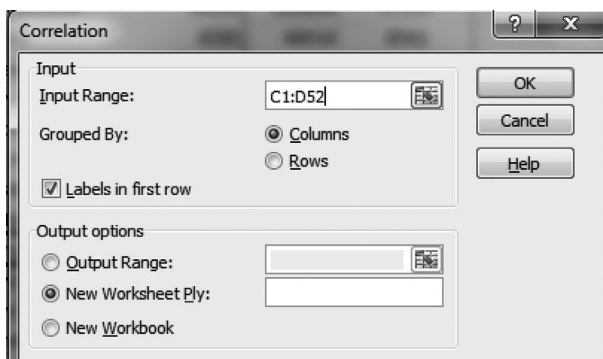 Correlation
? X
Input
Input Range: C1:D52
Grouped By: Columns
Rows
Labels in first row
OK
Cancel
Help
Output options
Output Range:
New Worksheet Ply:
New Workbook